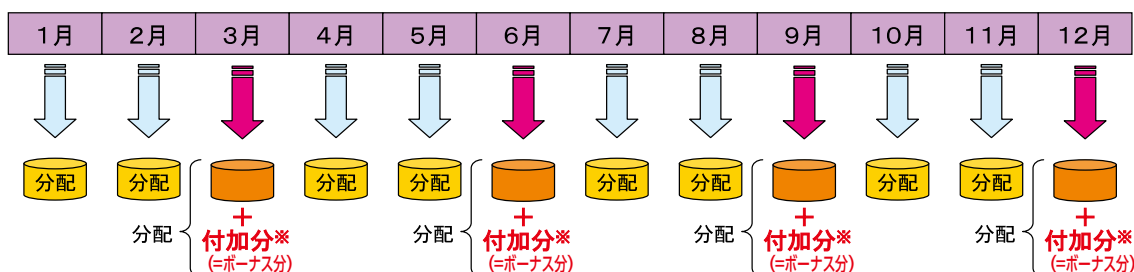 1月 2月 3月 4月 5月 6月 7月 8月 9月 10月 11月 12月
分配 分配 分配 分配 分配 分配 分配 分配
分配 + 分配 + 分配 + 分配 +
付加分※ 付加分※ 付加分※ 付加分※
(=ボーナス分) (=ボーナス分) (=ボーナス分) (=ボーナス分)